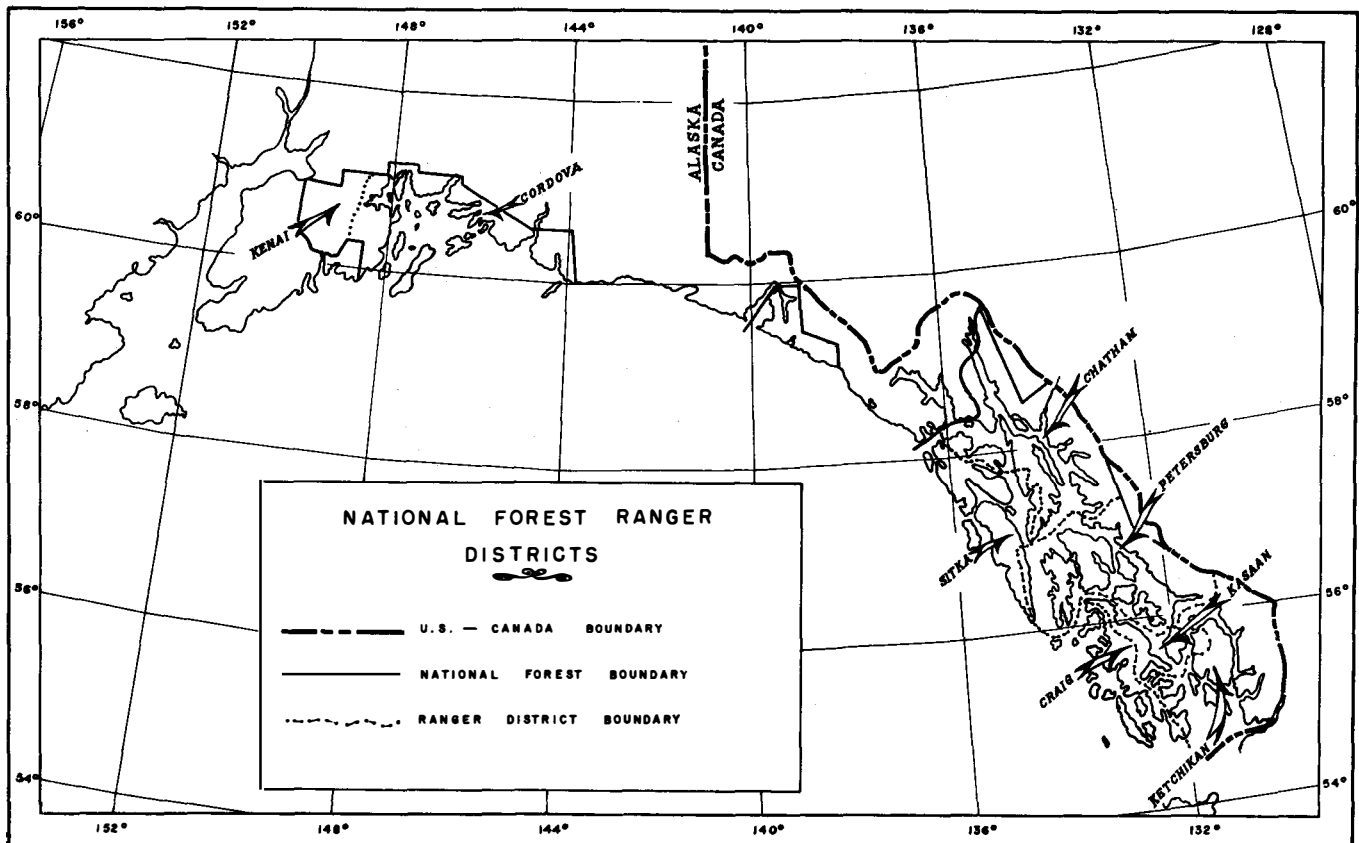 156° 152° 148° 144° 140° 136° 132° 128°
ALASKA
CANADA
CORDOVA
KENAI
60° 60°
CHATHAM
58° 58°
PETERSBURG
SITKA
KASAAN
56° 56°
CRAIG
KETCHIKAN
54° 54°
NATIONAL FOREST RANGER
DISTRICTS
U.S. — CANADA BOUNDARY
NATIONAL FOREST BOUNDARY
RANGER DISTRICT BOUNDARY
152° 148° 144° 140° 136° 132°